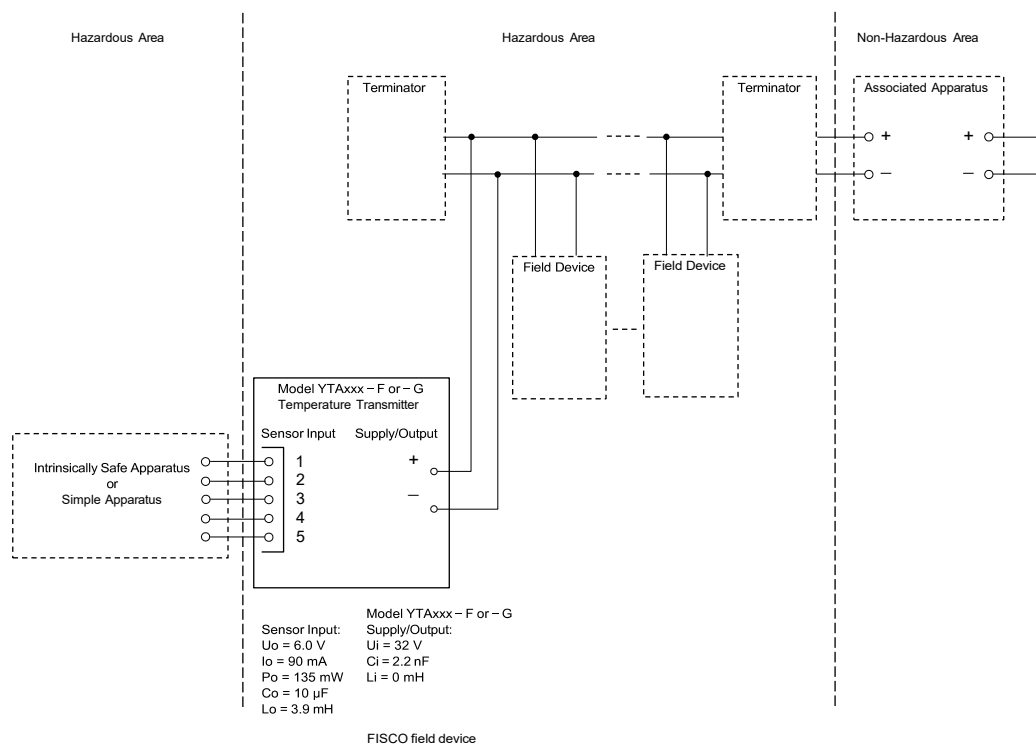 Hazardous Area
Hazardous Area
Non-Hazardous Area
Terminator
Terminator
Associated Apparatus
+
+
−
−
Field Device
Field Device
Model YTAxxx − F or − G
Temperature Transmitter
Sensor Input
Supply/Output
1
2
3
4
5
+
−
Intrinsically Safe Apparatus
or
Simple Apparatus
Sensor Input:
Uo = 6.0 V
Io = 90 mA
Po = 135 mW
Co = 10 µF
Lo = 3.9 mH
Model YTAxxx − F or − G
Supply/Output:
Ui = 32 V
Ci = 2.2 nF
Li = 0 mH
FISCO field device